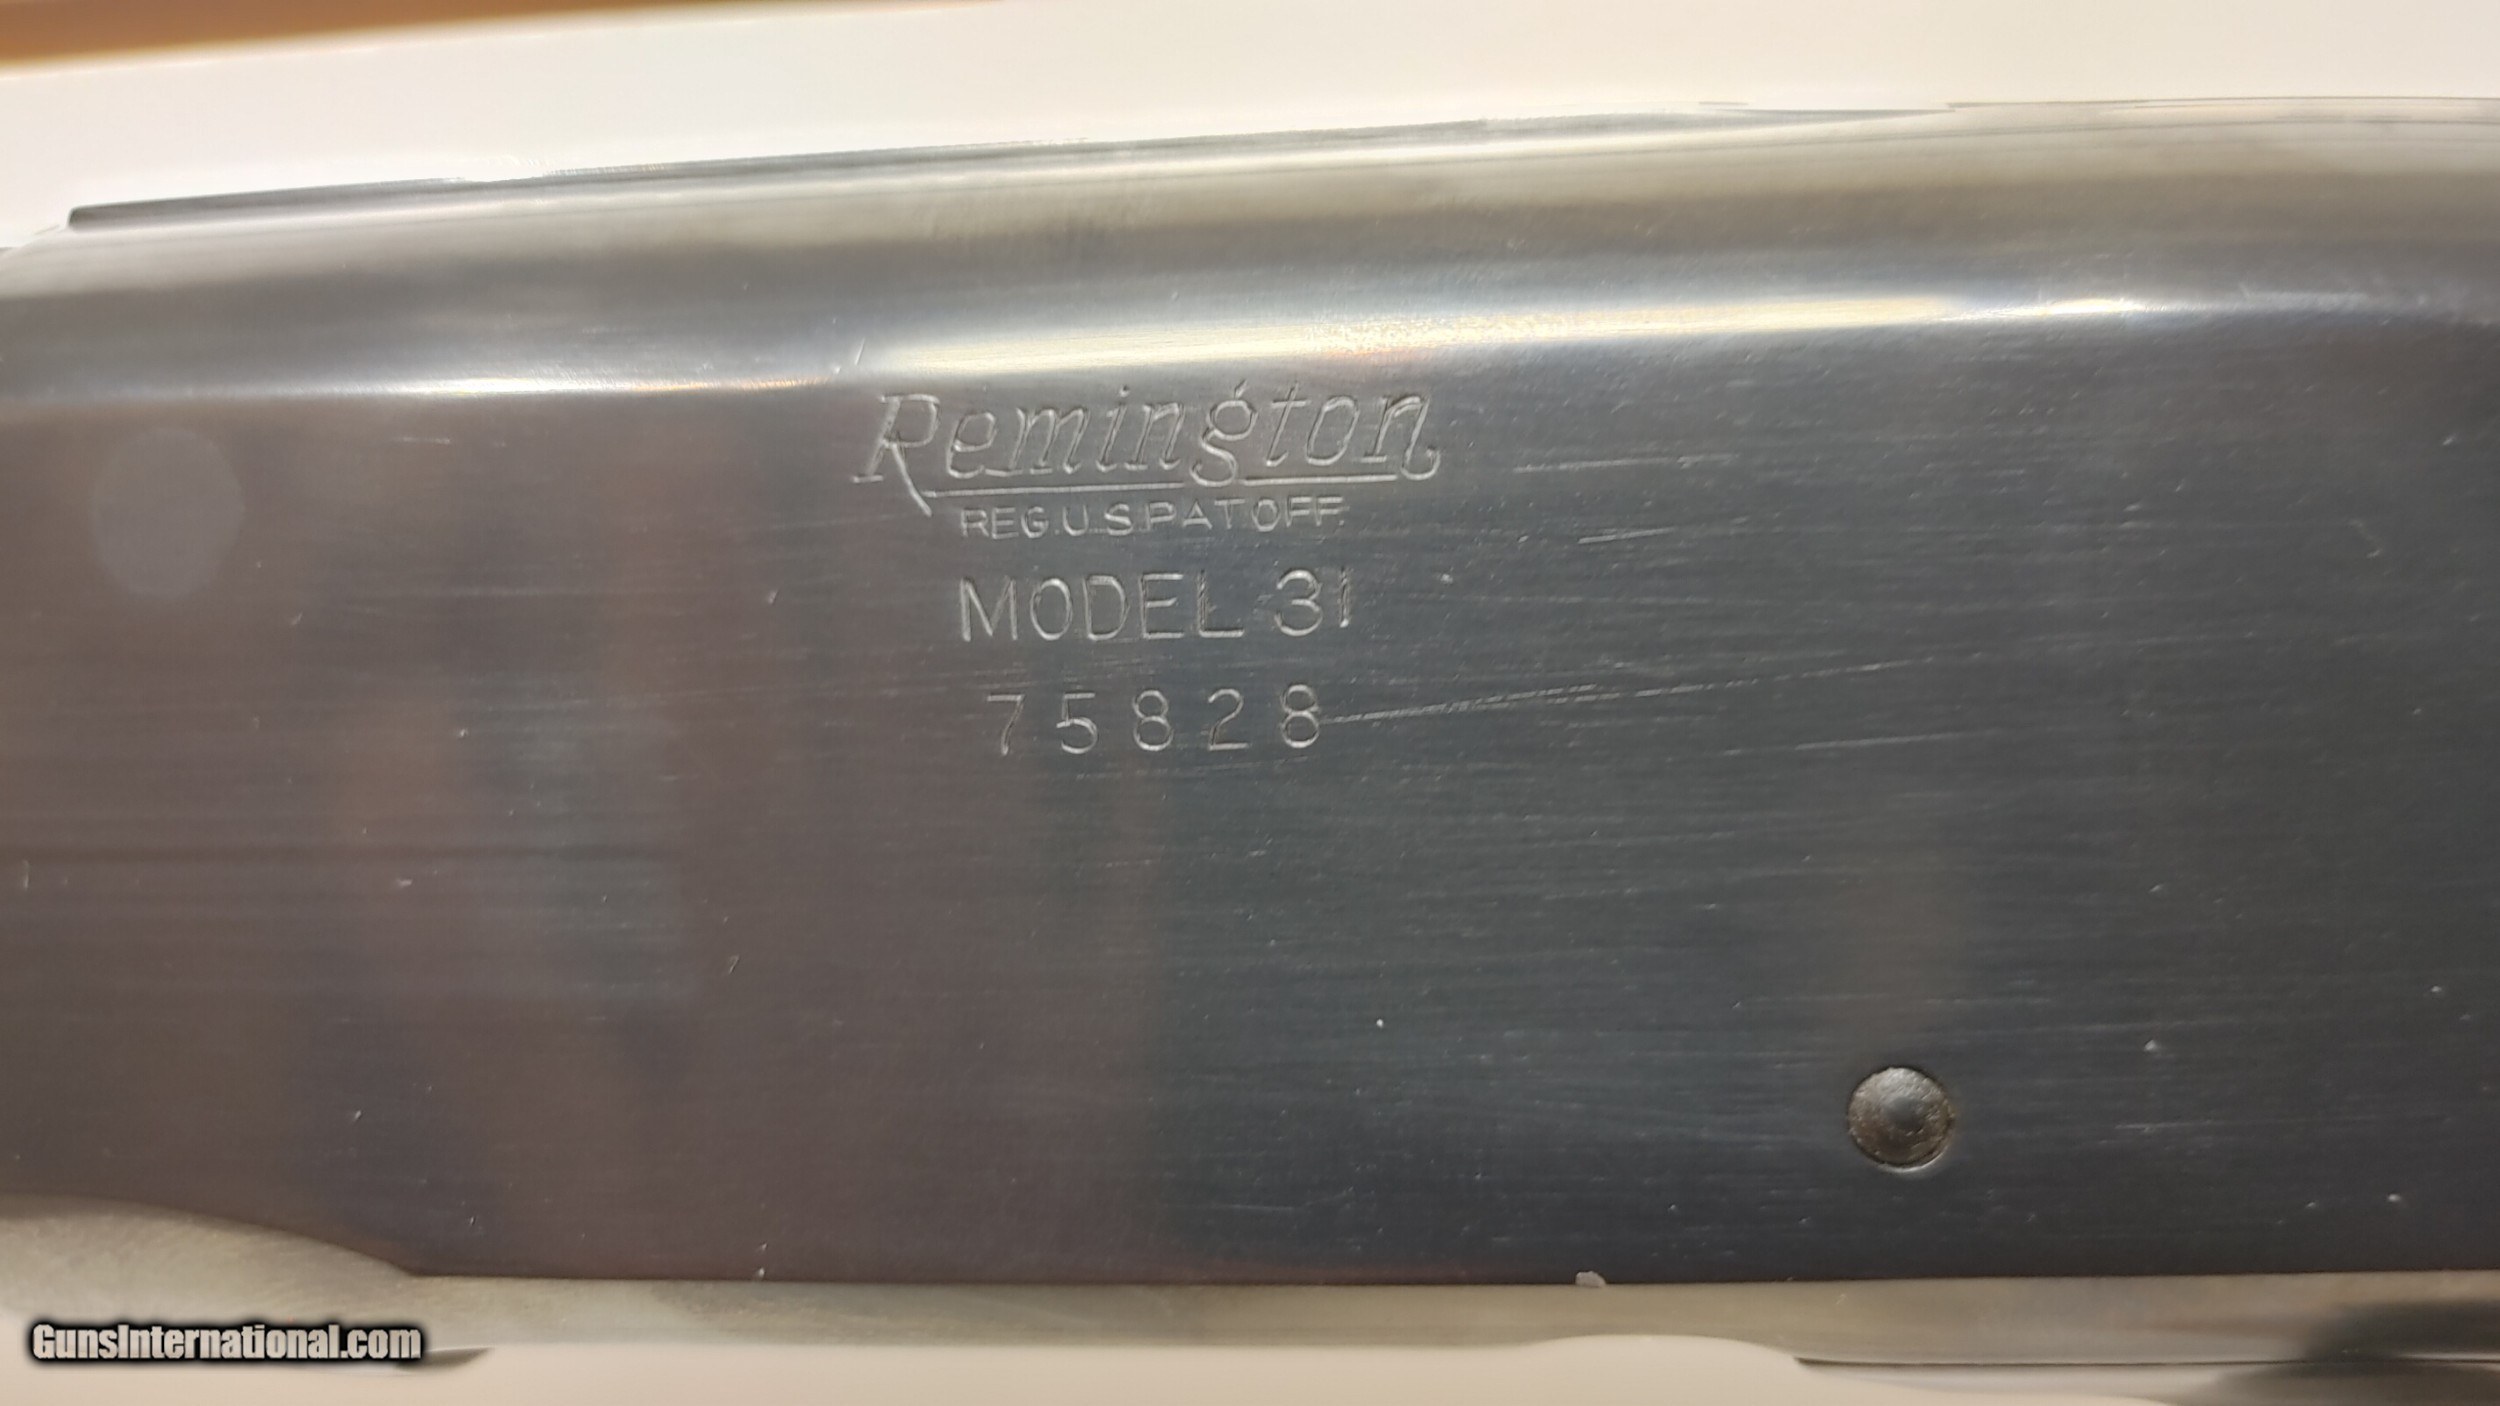 Remington
REG.U.S.PAT.OFF.
MODEL 31
75828
GunsInternational.com